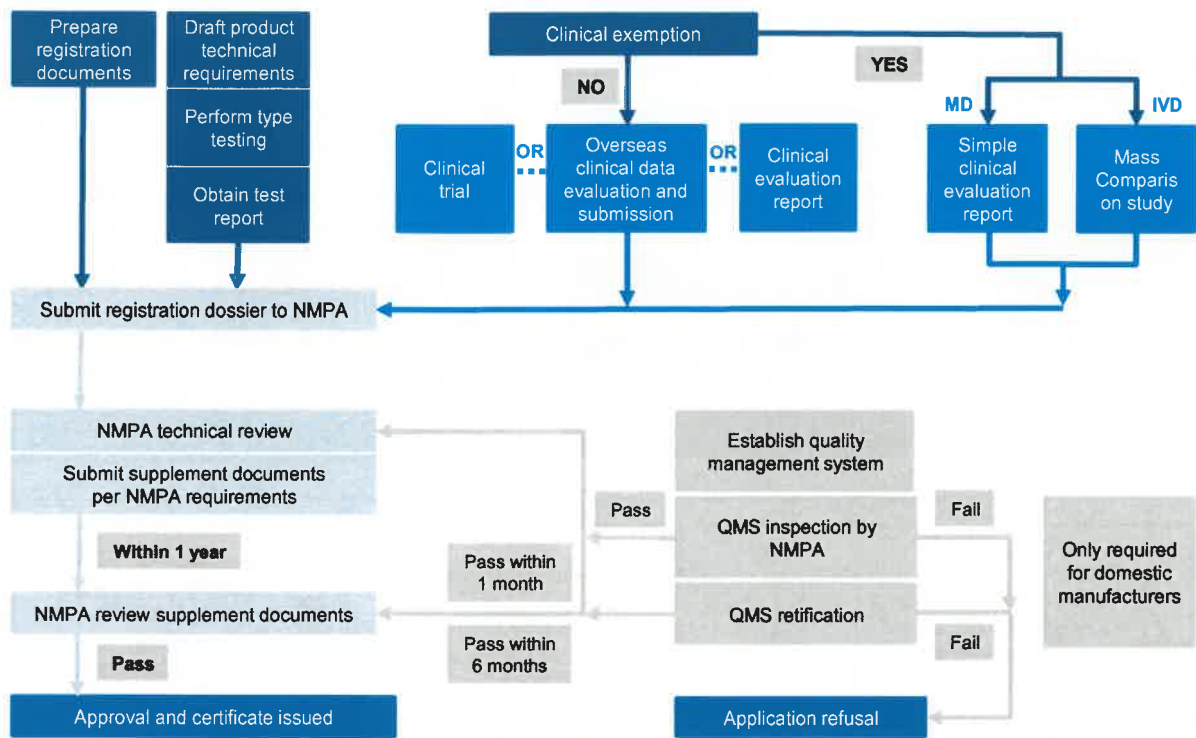 Prepare
registration
documents
Draft product
technical
requirements
Perform type
testing
Obtain test
report
Clinical exemption
NO
YES
MD
IVD
Clinical
trial
OR
Overseas
clinical data
evaluation and
submission
OR
Clinical
evaluation
report
Simple
clinical
evaluation
report
Mass
Comparis
on study
Submit registration dossier to NMPA
NMPA technical review
Submit supplement documents
per NMPA requirements
Within 1 year
NMPA review supplement documents
Pass
Approval and certificate issued
Establish quality
management system
Pass
QMS inspection by
NMPA
Fail
Pass within
1 month
QMS retification
Pass within
6 months
Fail
Only required
for domestic
manufacturers
Application refusal